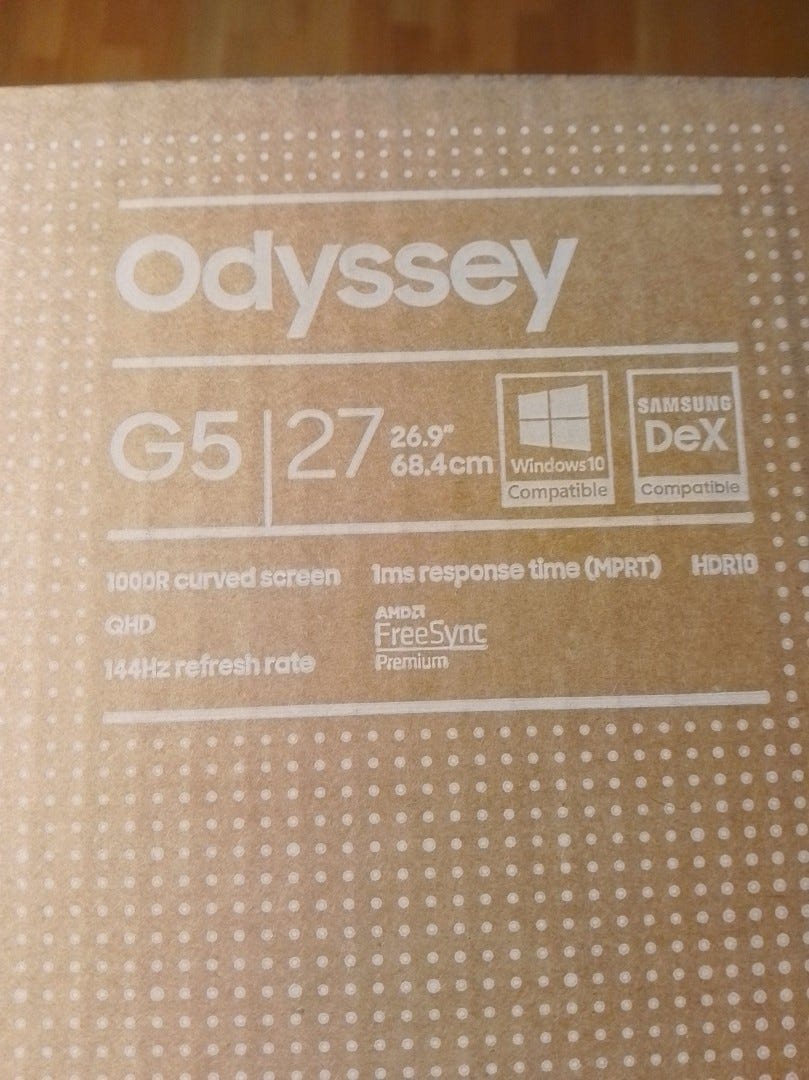 Odyssey
G5 | 27 26.9"
68.4cm
Windows10
Compatible
SAMSUNG
DeX
Compatible
1000R curved screen
QHD
144Hz refresh rate
1ms response time (MPRT)
AMD
FreeSync
Premium
HDR10